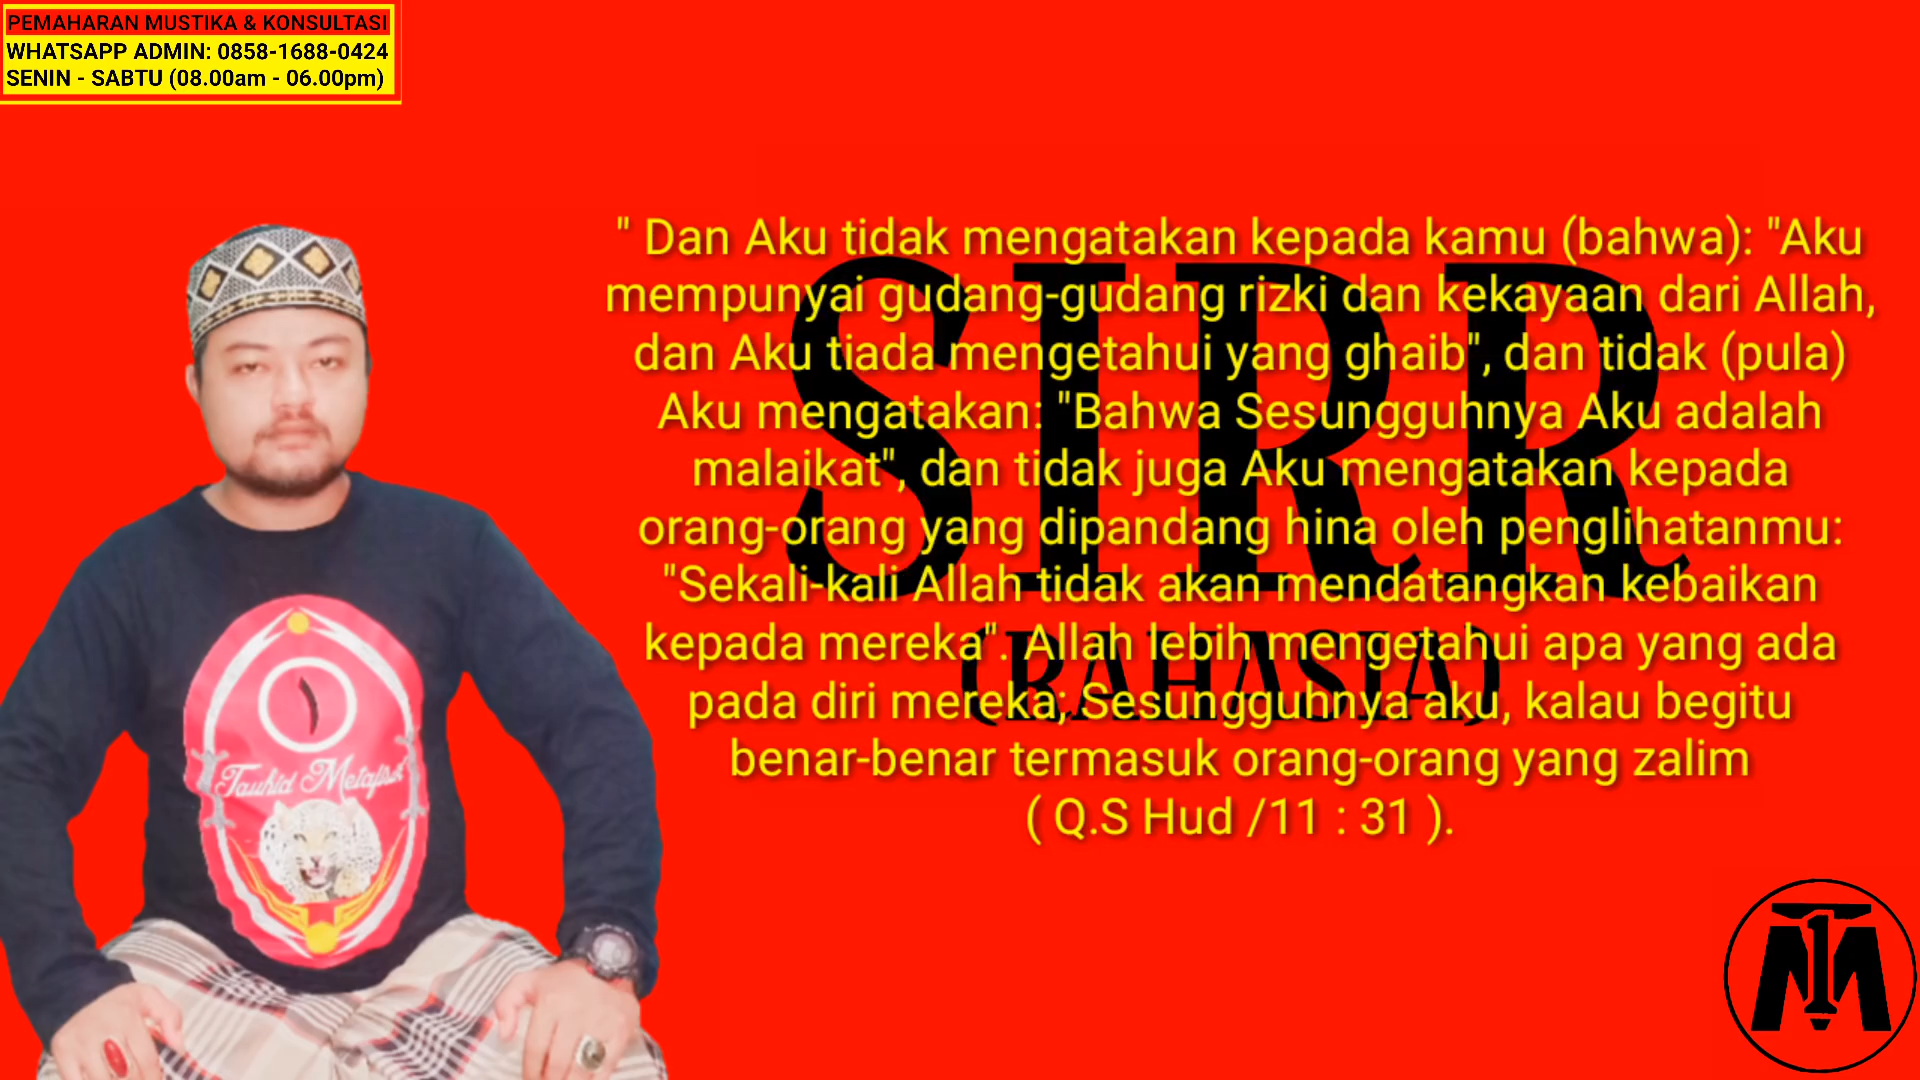 PEMAHARAN MUSTIKA & KONSULTASI
WHATSAPP ADMIN: 0858-1688-0424
SENIN - SABTU (08.00am - 06.00pm)
" Dan Aku tidak mengatakan kepada kamu (bahwa): "Aku
mempunyai gudang-gudang rizki dan kekayaan dari Allah,
dan Aku tiada mengetahui yang ghaib", dan tidak (pula)
Aku mengatakan: "Bahwa Sesungguhnya Aku adalah
malaikat", dan tidak juga Aku mengatakan kepada
orang-orang yang dipandang hina oleh penglihatanmu:
"Sekali-kali Allah tidak akan mendatangkan kebaikan
kepada mereka". Allah lebih mengetahui apa yang ada
pada diri mereka; Sesungguhnya aku, kalau begitu
benar-benar termasuk orang-orang yang zalim
( Q.S Hud /11 : 31 ).
SIRR
(RAHASIA)
Tauhid Metafisik
T1M